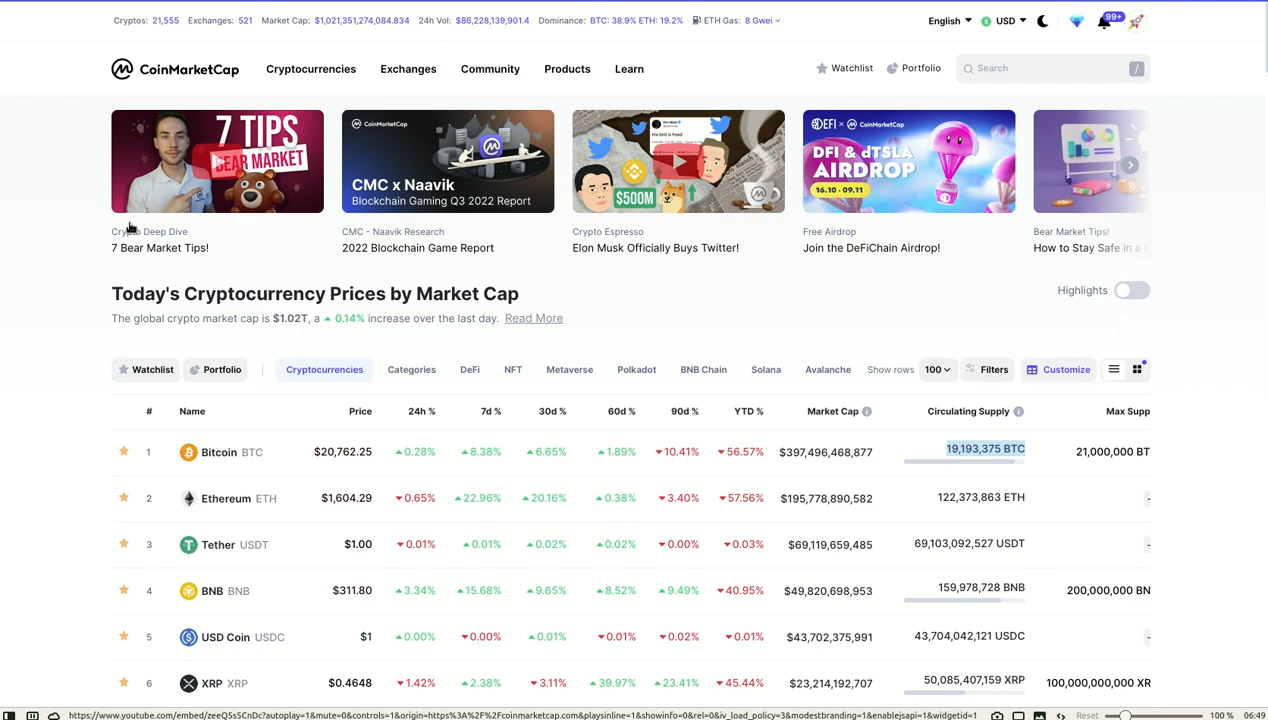 Cryptos: 21,555 Exchanges: 521 Market Cap: $1,021,351,274,084.834 24h Vol: $86,228,139,901.4 Dominance: BTC: 38.9% ETH: 19.2% ETH Gas: 8 Gwei
English USD 99+
CoinMarketCap Cryptocurrencies Exchanges Community Products Learn Watchlist Portfolio Search /
7 TIPS
BEAR MARKET
CoinMarketCap
CMC x Naavik
Blockchain Gaming Q3 2022 Report
the bird is freed
$500M
DEFI x CoinMarketCap
DFI & dTSLA
AIRDROP
16.10 - 09.11
Crypto Deep Dive
7 Bear Market Tips!
CMC - Naavik Research
2022 Blockchain Game Report
Crypto Espresso
Elon Musk Officially Buys Twitter!
Free Airdrop
Join the DeFiChain Airdrop!
Bear Market Tips!
How to Stay Safe in a
Today's Cryptocurrency Prices by Market Cap
Highlights
The global crypto market cap is $1.02T, a 0.14% increase over the last day. Read More
Watchlist Portfolio Cryptocurrencies Categories DeFi NFT Metaverse Polkadot BNB Chain Solana Avalanche Show rows 100 Filters Customize
# Name Price 24h % 7d % 30d % 60d % 90d % YTD % Market Cap Circulating Supply Max Supp
1 Bitcoin BTC $20,762.25 0.28% 8.38% 6.65% 1.89% 10.41% 56.57% $397,496,468,877 19,193,375 BTC 21,000,000 BT
2 Ethereum ETH $1,604.29 0.65% 22.96% 20.16% 0.38% 3.40% 57.56% $195,778,890,582 122,373,863 ETH -
3 Tether USDT $1.00 0.01% 0.01% 0.02% 0.02% 0.00% 0.03% $69,119,659,485 69,103,092,527 USDT -
4 BNB BNB $311.80 3.34% 15.68% 9.65% 8.52% 9.49% 40.95% $49,820,698,953 159,978,728 BNB 200,000,000 BN
5 USD Coin USDC $1 0.00% 0.00% 0.01% 0.01% 0.02% 0.01% $43,702,375,991 43,704,042,121 USDC -
6 XRP XRP $0.4648 1.42% 2.38% 3.11% 39.97% 23.41% 45.44% $23,214,192,707 50,085,407,159 XRP 100,000,000,000 XR
https://www.youtube.com/embed/zeeQ5s5CnDc?autoplay=1&mute=0&controls=1&origin=https%3A%2F%2Fcoinmarketcap.com&playsinline=1&showinfo=0&rel=0&iv_load_policy=3&modestbranding=1&enablejsapi=1&widgetid=1 Reset 100 % 06:49